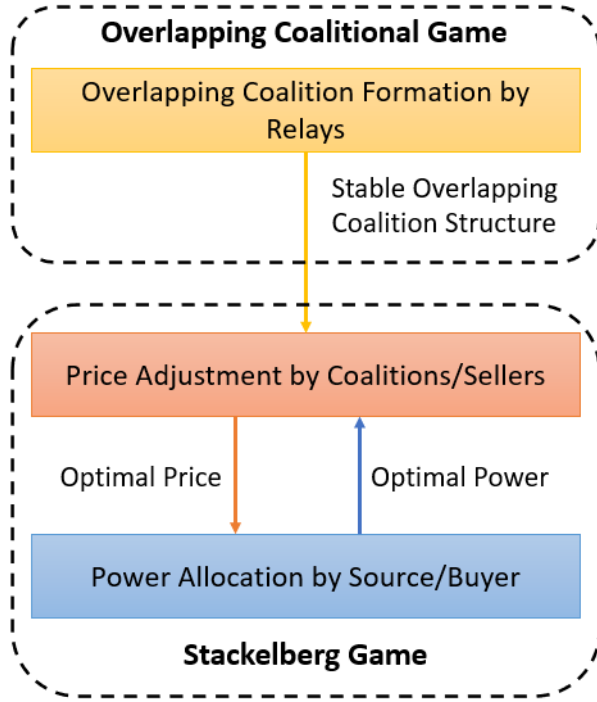 Overlapping Coalitional Game
Overlapping Coalition Formation by
Relays
Stable Overlapping
Coalition Structure
Price Adjustment by Coalitions/Sellers
Optimal Price
Optimal Power
Power Allocation by Source/Buyer
Stackelberg Game